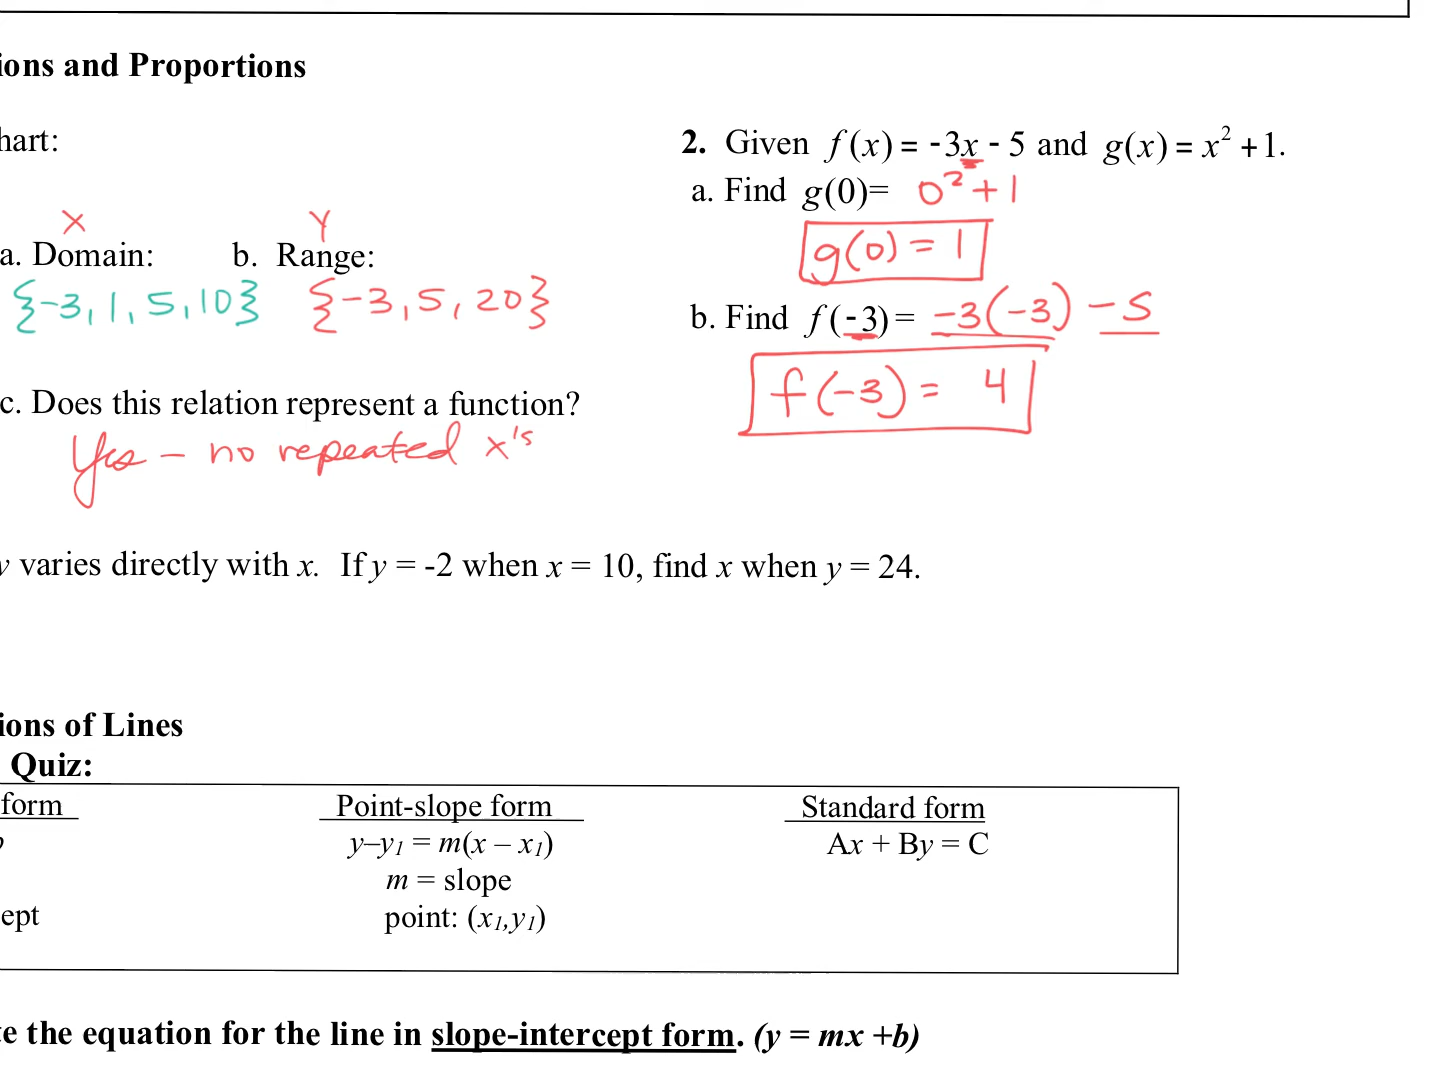 ions and Proportions
hart:
X
Y
a. Domain:
b. Range:
{-3, 1, 5, 10}
{-3, 5, 20}
c. Does this relation represent a function?
Yes - no repeated x's
2. Given f(x) = -3x - 5 and g(x) = x² +1.
a. Find g(0)= 0² + 1
g(0) = 1
b. Find f(-3)= -3(-3) - 5
f(-3) = 4
y varies directly with x. If y = -2 when x = 10, find x when y = 24.
ions of Lines
Quiz:
form
ept
Point-slope form
y–y₁ = m(x – x₁)
m = slope
point: (x₁,y₁)
Standard form
Ax + By = C
te the equation for the line in slope-intercept form. (y = mx +b)